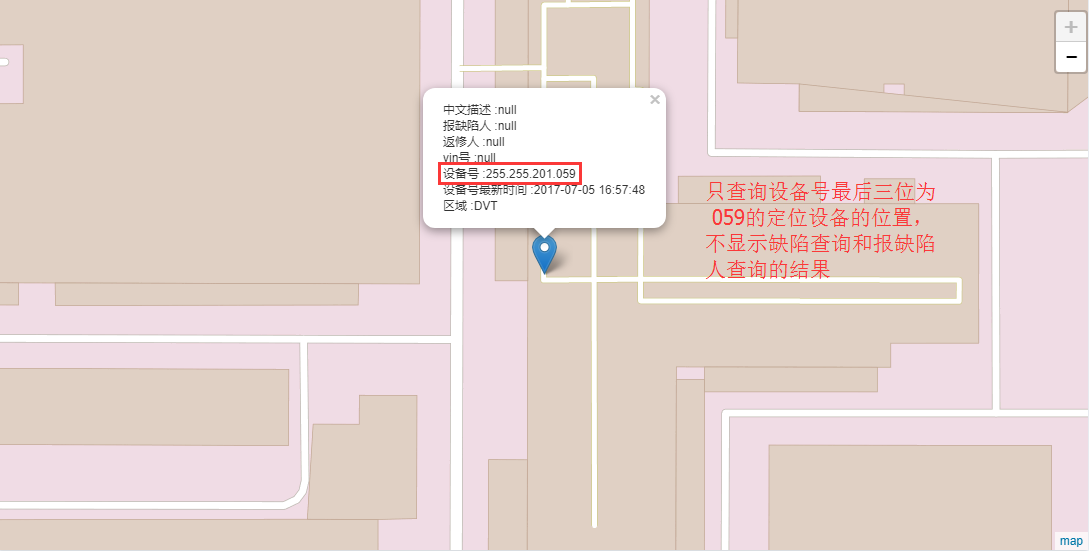 +
−
×
中文描述 :null
报缺陷人 :null
返修人 :null
vin号 :null
设备号 :255.255.201.059
设备号最新时间 :2017-07-05 16:57:48
区域 :DVT
只查询设备号最后三位为
059的定位设备的位置，
不显示缺陷查询和报缺陷
人查询的结果
map